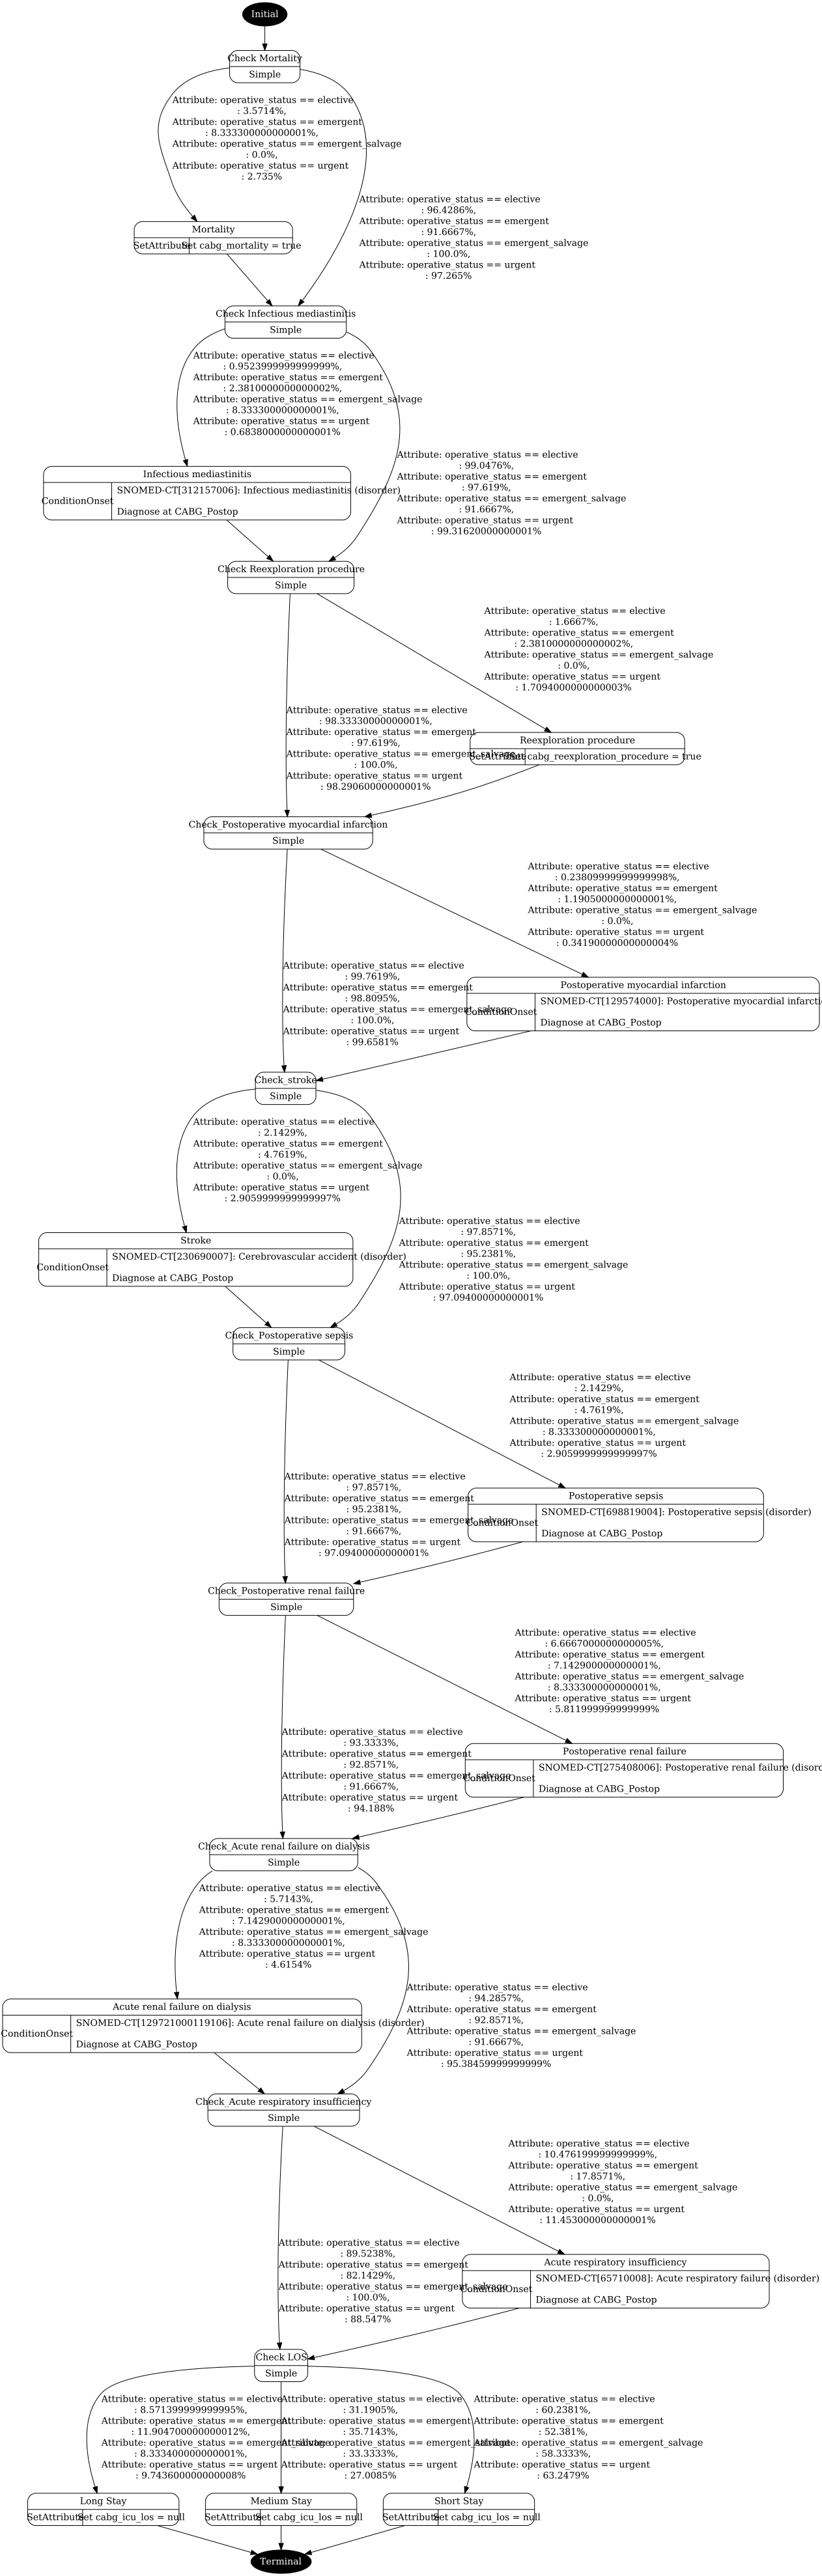 Initial
Check Mortality
Simple
Attribute: operative_status == elective
: 3.5714%,
Attribute: operative_status == emergent
: 8.333300000000001%,
Attribute: operative_status == emergent_salvage
: 0.0%,
Attribute: operative_status == urgent
: 2.735%
Attribute: operative_status == elective
: 96.4286%,
Attribute: operative_status == emergent
: 91.6667%,
Attribute: operative_status == emergent_salvage
: 100.0%,
Attribute: operative_status == urgent
: 97.265%
Mortality
SetAttribute Set cabg_mortality = true
Check Infectious mediastinitis
Simple
Attribute: operative_status == elective
: 0.9523999999999999%,
Attribute: operative_status == emergent
: 2.3810000000000002%,
Attribute: operative_status == emergent_salvage
: 8.333300000000001%,
Attribute: operative_status == urgent
: 0.6838000000000001%
Attribute: operative_status == elective
: 99.0476%,
Attribute: operative_status == emergent
: 97.619%,
Attribute: operative_status == emergent_salvage
: 91.6667%,
Attribute: operative_status == urgent
: 99.31620000000001%
Infectious mediastinitis
ConditionOnset
SNOMED-CT[312157006]: Infectious mediastinitis (disorder)
Diagnose at CABG_Postop
Check Reexploration procedure
Simple
Attribute: operative_status == elective
: 1.6667%,
Attribute: operative_status == emergent
: 2.3810000000000002%,
Attribute: operative_status == emergent_salvage
: 0.0%,
Attribute: operative_status == urgent
: 1.7094000000000003%
Attribute: operative_status == elective
: 98.33330000000001%,
Attribute: operative_status == emergent
: 97.619%,
Attribute: operative_status == emergent_salvage
: 100.0%,
Attribute: operative_status == urgent
: 98.29060000000001%
Reexploration procedure
SetAttribute Set cabg_reexploration_procedure = true
Check_Postoperative myocardial infarction
Simple
Attribute: operative_status == elective
: 0.23809999999999998%,
Attribute: operative_status == emergent
: 1.1905000000000001%,
Attribute: operative_status == emergent_salvage
: 0.0%,
Attribute: operative_status == urgent
: 0.34190000000000004%
Attribute: operative_status == elective
: 99.7619%,
Attribute: operative_status == emergent
: 98.8095%,
Attribute: operative_status == emergent_salvage
: 100.0%,
Attribute: operative_status == urgent
: 99.6581%
Postoperative myocardial infarction
ConditionOnset
SNOMED-CT[129574000]: Postoperative myocardial infarcti
Diagnose at CABG_Postop
Check_stroke
Simple
Attribute: operative_status == elective
: 2.1429%,
Attribute: operative_status == emergent
: 4.7619%,
Attribute: operative_status == emergent_salvage
: 0.0%,
Attribute: operative_status == urgent
: 2.9059999999999997%
Attribute: operative_status == elective
: 97.8571%,
Attribute: operative_status == emergent
: 95.2381%,
Attribute: operative_status == emergent_salvage
: 100.0%,
Attribute: operative_status == urgent
: 97.09400000000001%
Stroke
ConditionOnset
SNOMED-CT[230690007]: Cerebrovascular accident (disorder)
Diagnose at CABG_Postop
Check_Postoperative sepsis
Simple
Attribute: operative_status == elective
: 2.1429%,
Attribute: operative_status == emergent
: 4.7619%,
Attribute: operative_status == emergent_salvage
: 8.333300000000001%,
Attribute: operative_status == urgent
: 2.9059999999999997%
Attribute: operative_status == elective
: 97.8571%,
Attribute: operative_status == emergent
: 95.2381%,
Attribute: operative_status == emergent_salvage
: 91.6667%,
Attribute: operative_status == urgent
: 97.09400000000001%
Postoperative sepsis
ConditionOnset
SNOMED-CT[698819004]: Postoperative sepsis (disorder)
Diagnose at CABG_Postop
Check_Postoperative renal failure
Simple
Attribute: operative_status == elective
: 6.6667000000000005%,
Attribute: operative_status == emergent
: 7.142900000000001%,
Attribute: operative_status == emergent_salvage
: 8.333300000000001%,
Attribute: operative_status == urgent
: 5.811999999999999%
Attribute: operative_status == elective
: 93.3333%,
Attribute: operative_status == emergent
: 92.8571%,
Attribute: operative_status == emergent_salvage
: 91.6667%,
Attribute: operative_status == urgent
: 94.188%
Postoperative renal failure
ConditionOnset
SNOMED-CT[275408006]: Postoperative renal failure (disord
Diagnose at CABG_Postop
Check_Acute renal failure on dialysis
Simple
Attribute: operative_status == elective
: 5.7143%,
Attribute: operative_status == emergent
: 7.142900000000001%,
Attribute: operative_status == emergent_salvage
: 8.333300000000001%,
Attribute: operative_status == urgent
: 4.6154%
Attribute: operative_status == elective
: 94.2857%,
Attribute: operative_status == emergent
: 92.8571%,
Attribute: operative_status == emergent_salvage
: 91.6667%,
Attribute: operative_status == urgent
: 95.38459999999999%
Acute renal failure on dialysis
ConditionOnset
SNOMED-CT[129721000119106]: Acute renal failure on dialysis (disorder)
Diagnose at CABG_Postop
Check_Acute respiratory insufficiency
Simple
Attribute: operative_status == elective
: 10.476199999999999%,
Attribute: operative_status == emergent
: 17.8571%,
Attribute: operative_status == emergent_salvage
: 0.0%,
Attribute: operative_status == urgent
: 11.453000000000001%
Attribute: operative_status == elective
: 89.5238%,
Attribute: operative_status == emergent
: 82.1429%,
Attribute: operative_status == emergent_salvage
: 100.0%,
Attribute: operative_status == urgent
: 88.547%
Acute respiratory insufficiency
ConditionOnset
SNOMED-CT[65710008]: Acute respiratory failure (disorder)
Diagnose at CABG_Postop
Check LOS
Simple
Attribute: operative_status == elective
: 8.571399999999995%,
Attribute: operative_status == emergent
: 11.904700000000012%,
Attribute: operative_status == emergent_salvage
: 8.333400000000001%,
Attribute: operative_status == urgent
: 9.743600000000008%
Attribute: operative_status == elective
: 31.1905%,
Attribute: operative_status == emergent
: 35.7143%,
Attribute: operative_status == emergent_salvage
: 33.3333%,
Attribute: operative_status == urgent
: 27.0085%
Attribute: operative_status == elective
: 60.2381%,
Attribute: operative_status == emergent
: 52.381%,
Attribute: operative_status == emergent_salvage
: 58.3333%,
Attribute: operative_status == urgent
: 63.2479%
Long Stay
SetAttribute Set cabg_icu_los = null
Medium Stay
SetAttribute Set cabg_icu_los = null
Short Stay
SetAttribute Set cabg_icu_los = null
Terminal